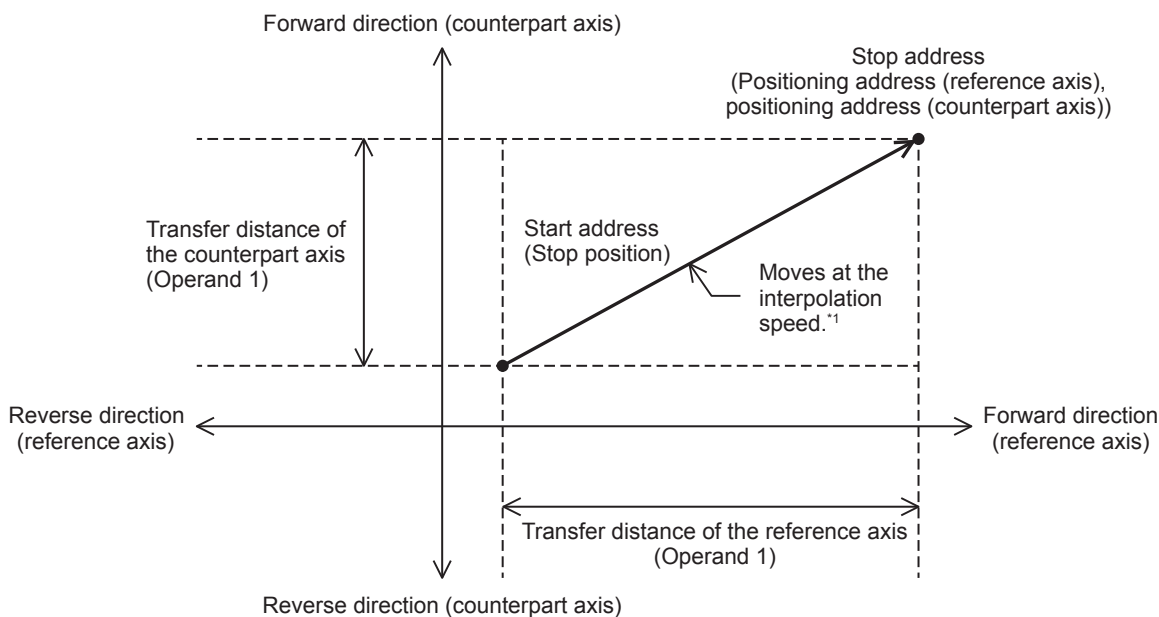 Forward direction (counterpart axis)
Stop address
(Positioning address (reference axis),
positioning address (counterpart axis))
Transfer distance of
the counterpart axis
(Operand 1)
Start address
(Stop position)
Moves at the
interpolation
speed.*1
Reverse direction
(reference axis)
Forward direction
(reference axis)
Transfer distance of the reference axis
(Operand 1)
Reverse direction (counterpart axis)